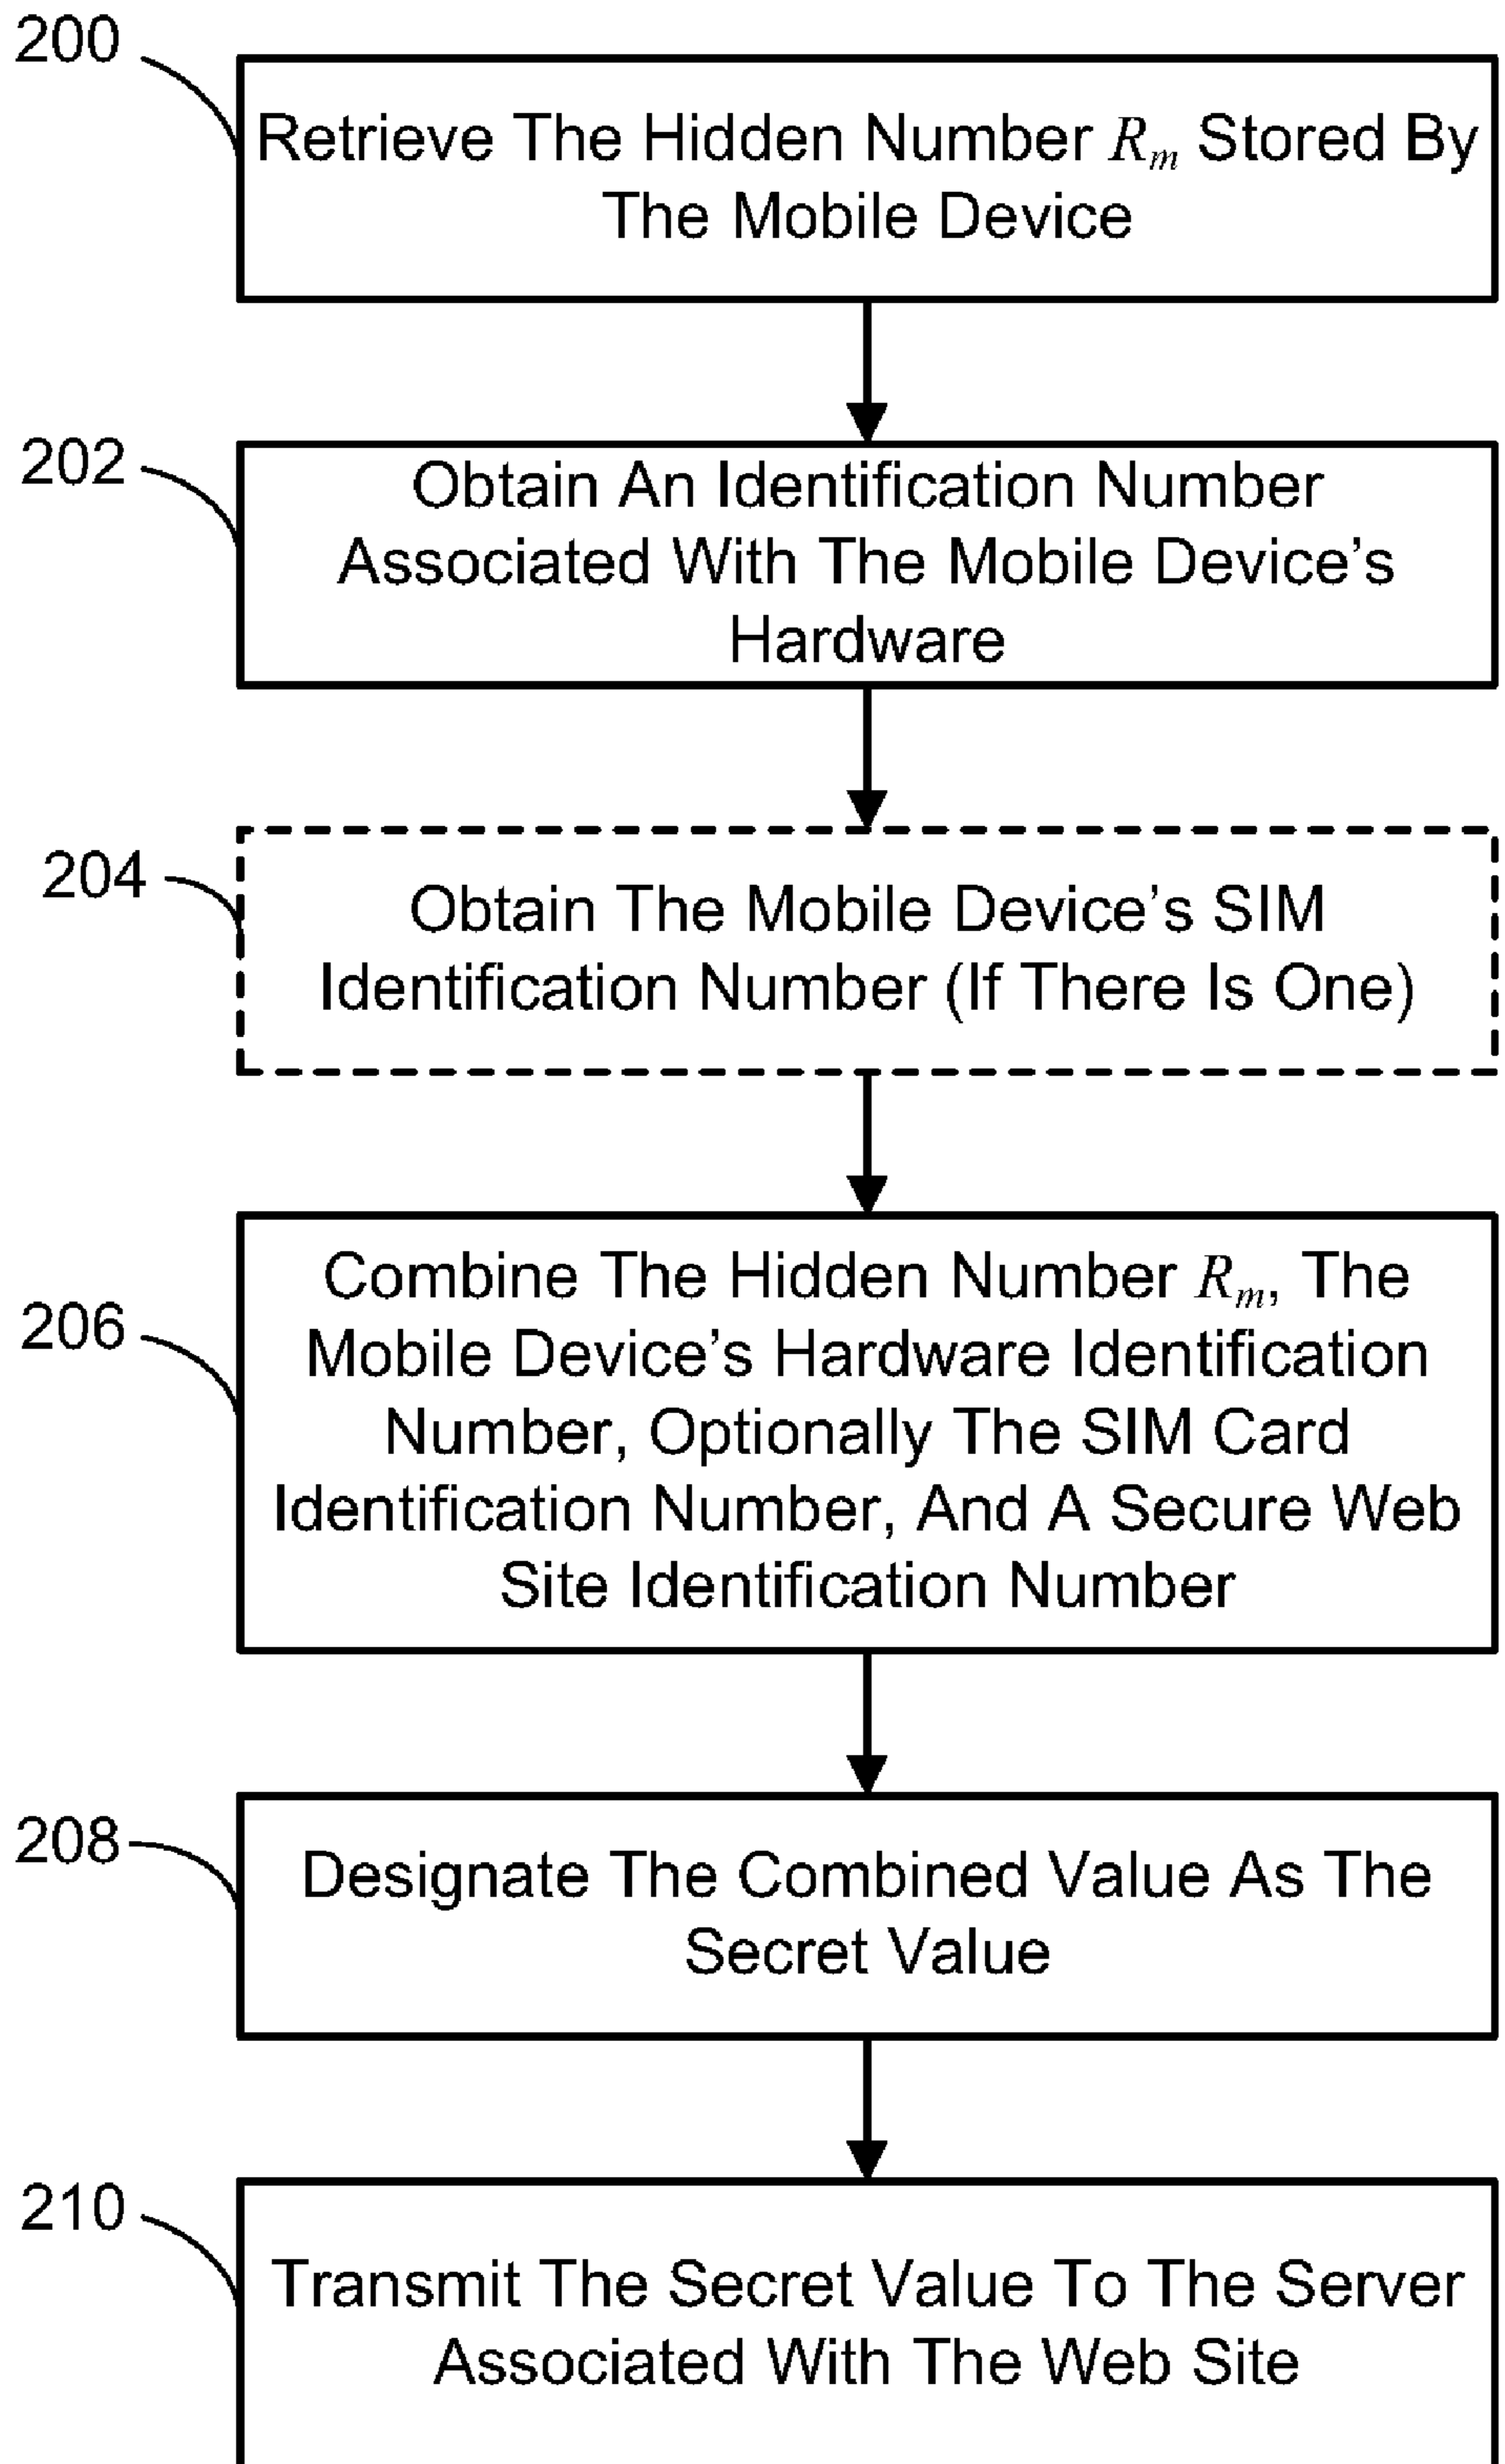 200
Retrieve The Hidden Number Rm Stored By
The Mobile Device
202
Obtain An Identification Number
Associated With The Mobile Device's
Hardware
204
Obtain The Mobile Device's SIM
Identification Number (If There Is One)
206
Combine The Hidden Number Rm, The
Mobile Device's Hardware Identification
Number, Optionally The SIM Card
Identification Number, And A Secure Web
Site Identification Number
208
Designate The Combined Value As The
Secret Value
210
Transmit The Secret Value To The Server
Associated With The Web Site